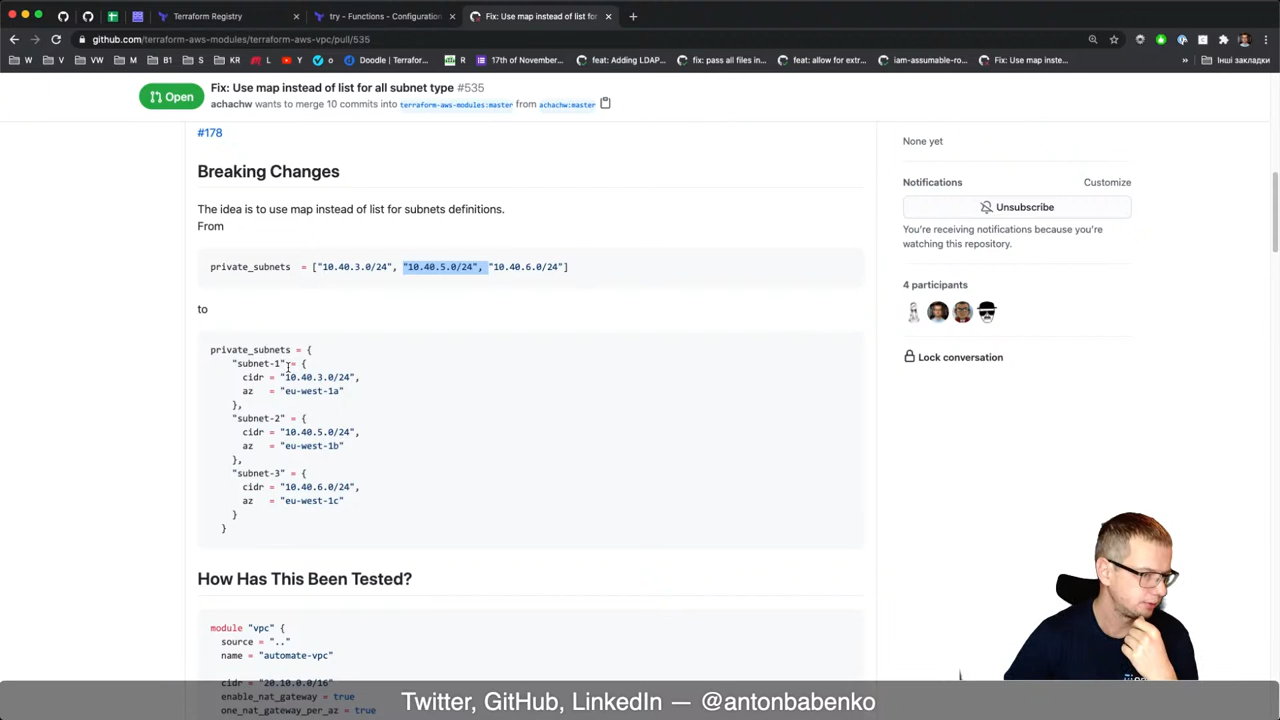 Terraform Registry
try - Functions - Configuration
Fix: Use map instead of list for
github.com/terraform-aws-modules/terraform-aws-vpc/pull/535
W
B
VW
M
B1
S
KR
L
Y
o
Doodle | Terrafor...
R
17th of November...
feat: Adding LDAP...
fix: pass all files in...
feat: allow for extr...
iam-assumable-ro...
Fix: Use map inste...
Інші закладки
Open
Fix: Use map instead of list for all subnet type #535
achachw wants to merge 10 commits into terraform-aws-modules:master from achachw:master
#178
Breaking Changes
The idea is to use map instead of list for subnets definitions.
From
private_subnets = ["10.40.3.0/24", "10.40.5.0/24", "10.40.6.0/24"]
to
private_subnets = {
"subnet-1" = {
cidr = "10.40.3.0/24",
az = "eu-west-1a"
},
"subnet-2" = {
cidr = "10.40.5.0/24",
az = "eu-west-1b"
},
"subnet-3" = {
cidr = "10.40.6.0/24",
az = "eu-west-1c"
}
}
How Has This Been Tested?
module "vpc" {
source = ".."
name = "automate-vpc"
cidr = "20.10.0.0/16"
enable_nat_gateway = true
one_nat_gateway_per_az = true
None yet
Notifications
Customize
Unsubscribe
You're receiving notifications because you're
watching this repository.
4 participants
Lock conversation
Twitter, GitHub, LinkedIn — @antonbabenko